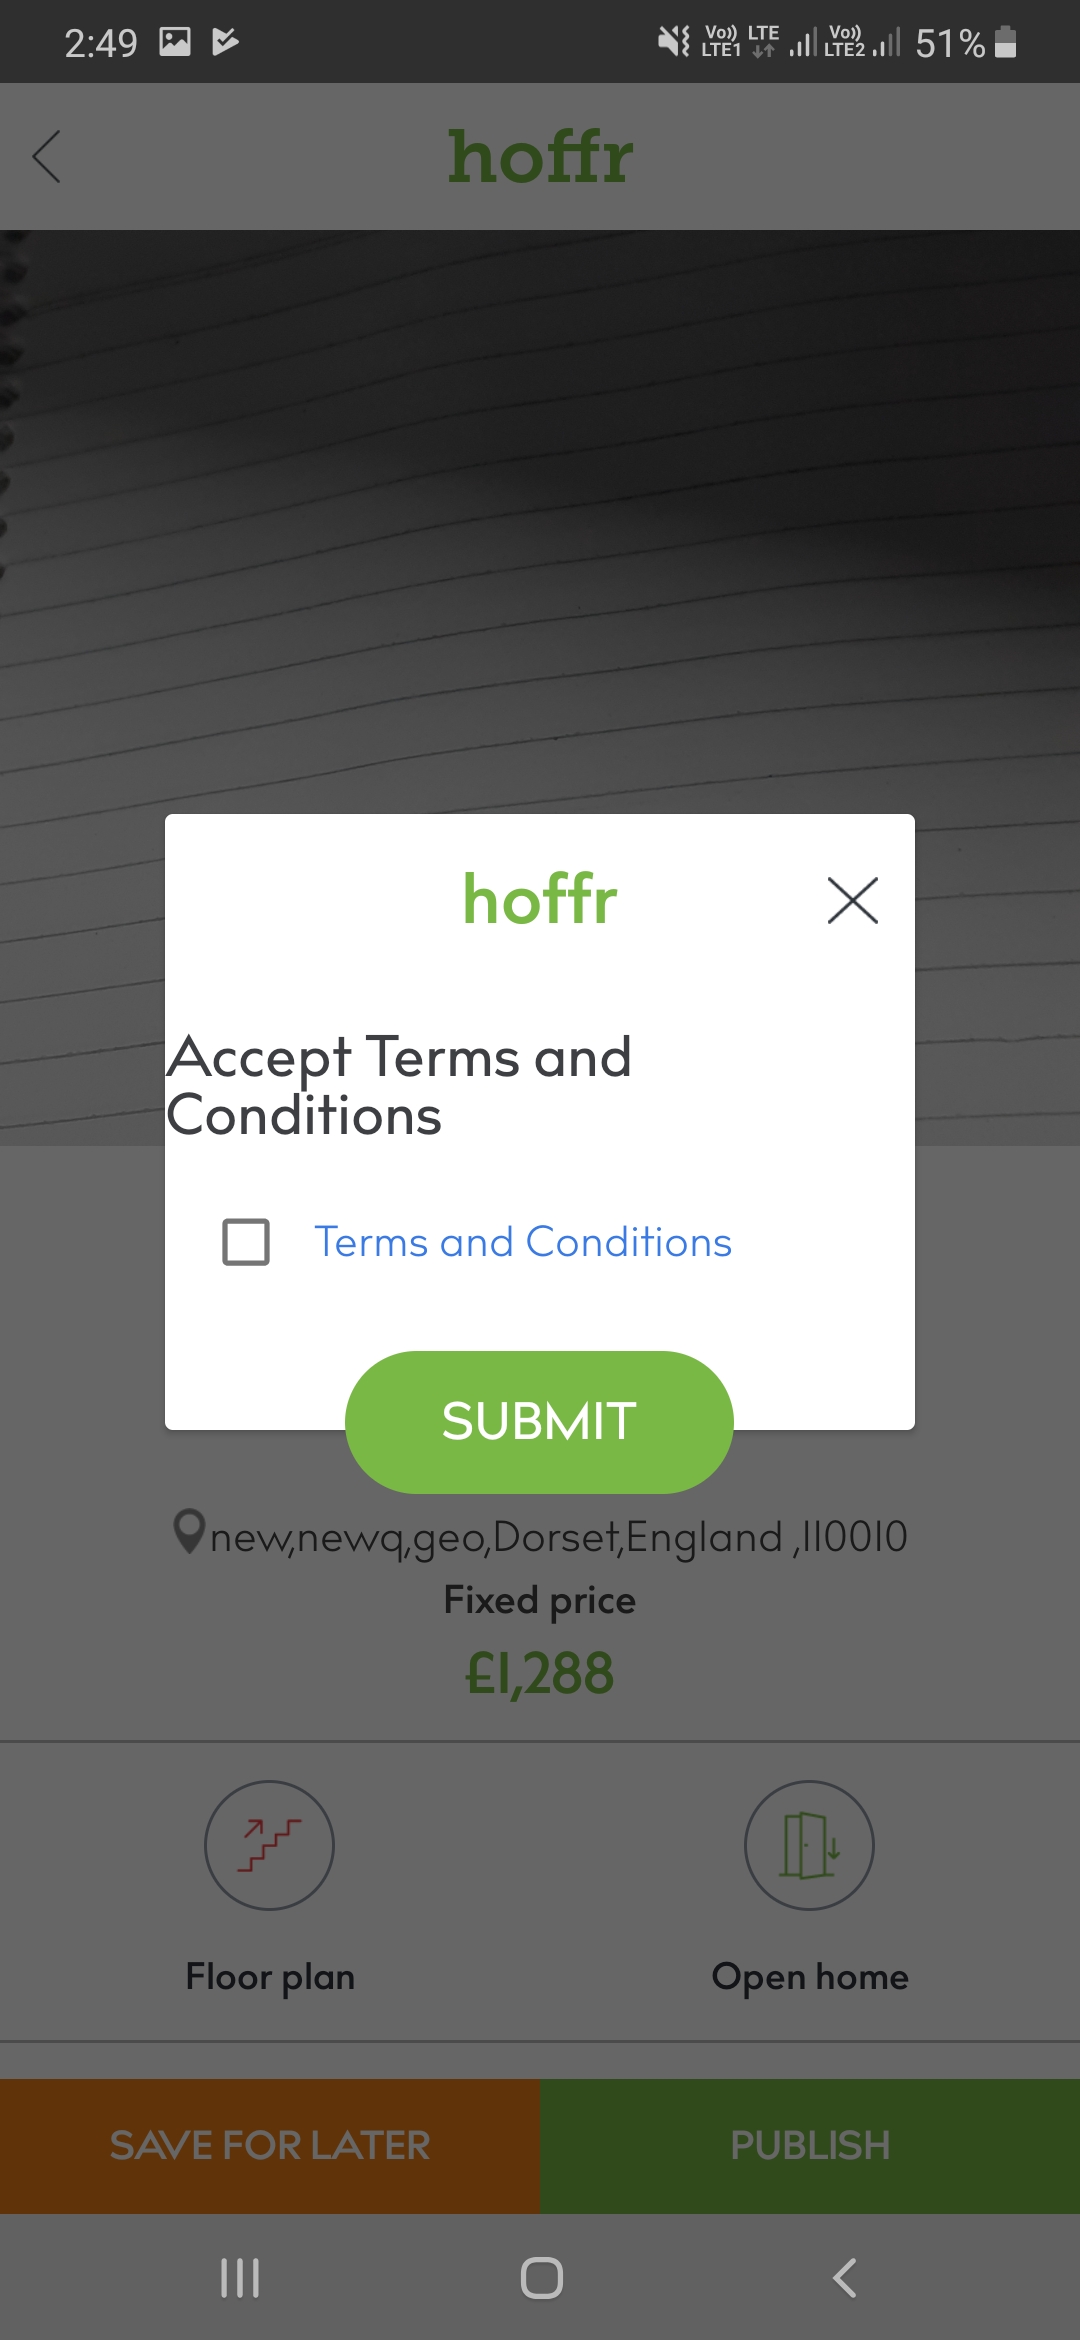 2:49 Vo)) LTE1 LTE Vo)) LTE2 51%
hoffr
hoffr
Accept Terms and
Conditions
Terms and Conditions
SUBMIT
new,newq,geo,Dorset,England ,110010
Fixed price
£1,288
Floor plan Open home
SAVE FOR LATER PUBLISH